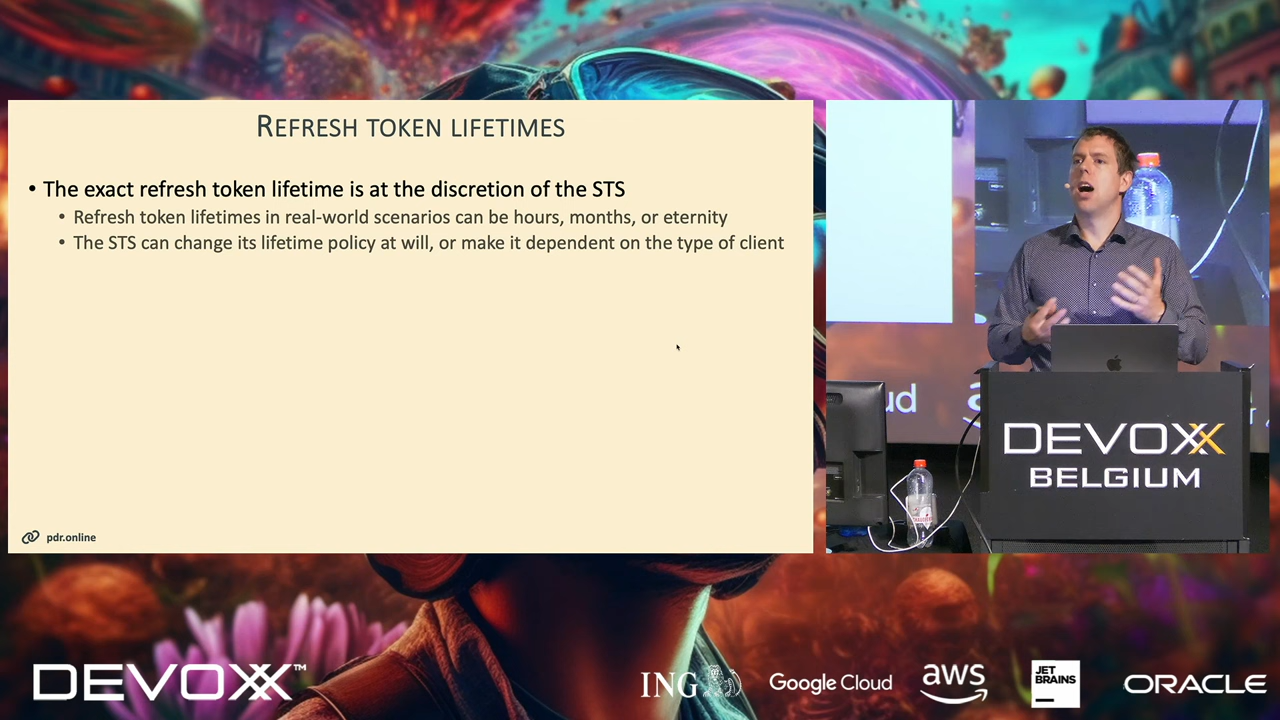 REFRESH TOKEN LIFETIMES
• The exact refresh token lifetime is at the discretion of the STS
• Refresh token lifetimes in real-world scenarios can be hours, months, or eternity
• The STS can change its lifetime policy at will, or make it dependent on the type of client
pdr.online
ud
DEVOXX
BELGIUM
DEVOXX™
ING
Google Cloud
aws
JET
BRAINS
ORACLE